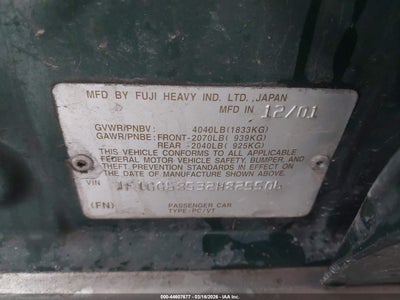 MFD BY FUJI HEAVY IND. LTD. JAPAN
MFD IN 12/01
GVWR/PNBV: 4040LB(1833KG)
GAWR/PNBE:FRONT-2070LB( 939KG)
REAR -2040LB( 925KG)
THIS VEHICLE CONFORMS TO ALL APPLICABLE
FEDERAL MOTOR VEHICLE SAFETY, BUMPER, AND
THEFT PREVENTION STANDARDS IN EFFECT ON
THE DATE OF MANUFACTURE SHOWN ABOVE.
VIN
(FN) PASSENGER CAR
TYPE-PC/VT
000-44607677 - 03/16/2026 - IAAI.COM